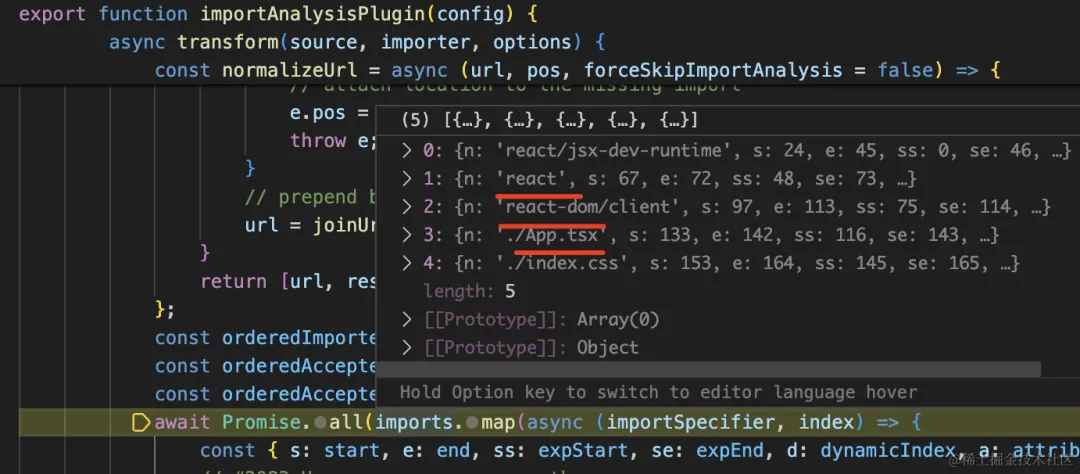 export function importAnalysisPlugin(config) {
async transform(source, importer, options) {
const normalizeUrl = async (url, pos, forceSkipImportAnalysis = false) => {
// attach location to the missing import
e.pos =
throw e;
}
// prepend b
url = joinUr
}
return [url, res
};
const orderedImporte
const orderedAccepte
const orderedAccepte
(5) [{…}, {…}, {…}, {…}, {…}]
0: {n: 'react/jsx-dev-runtime', s: 24, e: 45, ss: 0, se: 46, …}
1: {n: 'react', s: 67, e: 72, ss: 48, se: 73, …}
2: {n: 'react-dom/client', s: 97, e: 113, ss: 75, se: 114, …}
3: {n: './App.tsx', s: 133, e: 142, ss: 116, se: 143, …}
4: {n: './index.css', s: 153, e: 164, ss: 145, se: 165, …}
length: 5
[[Prototype]]: Array(0)
[[Prototype]]: Object
Hold Option key to switch to editor language hover
await Promise.all(imports.map(async (importSpecifier, index) => {
const { s: start, e: end, ss: expStart, se: expEnd, d: dynamicIndex, a: attrib
@稀土掘金技术社区